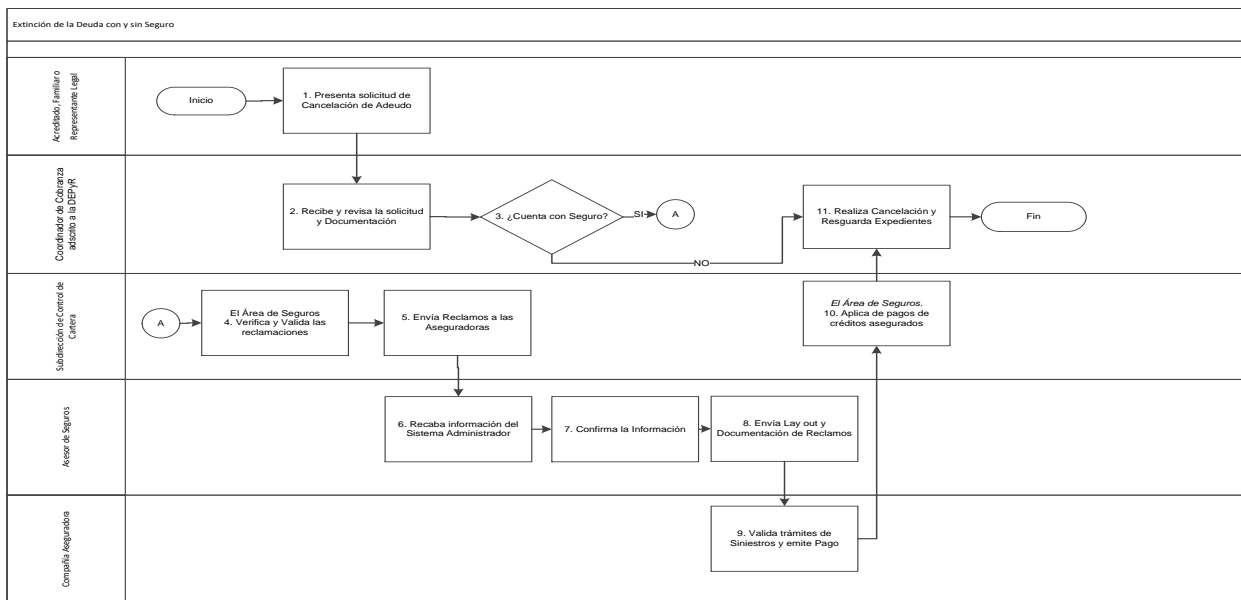 Extinción de la Deuda con y sin Seguro
Acreditado, Familiar o
Representante Legal
Inicio
1. Presenta solicitud de
Cancelación de Adeudo
Coordinador de Cobranza
adscrito a la DEPyR
2. Recibe y revisa la solicitud
y Documentación
3. ¿Cuenta con Seguro?
SI
A
NO
11. Realiza Cancelación y
Resguarda Expedientes
Fin
Subdirección de Control de
Cartera
A
El Área de Seguros
4. Verifica y Valida las
reclamaciones
5. Envía Reclamos a las
Aseguradoras
El Área de Seguros.
10. Aplica de pagos de
créditos asegurados
Asesor de Seguros
6. Recaba información del
Sistema Administrador
7. Confirma la Información
8. Envía Lay out y
Documentación de Reclamos
Compañía Aseguradora
9. Valida trámites de
Siniestros y emite Pago